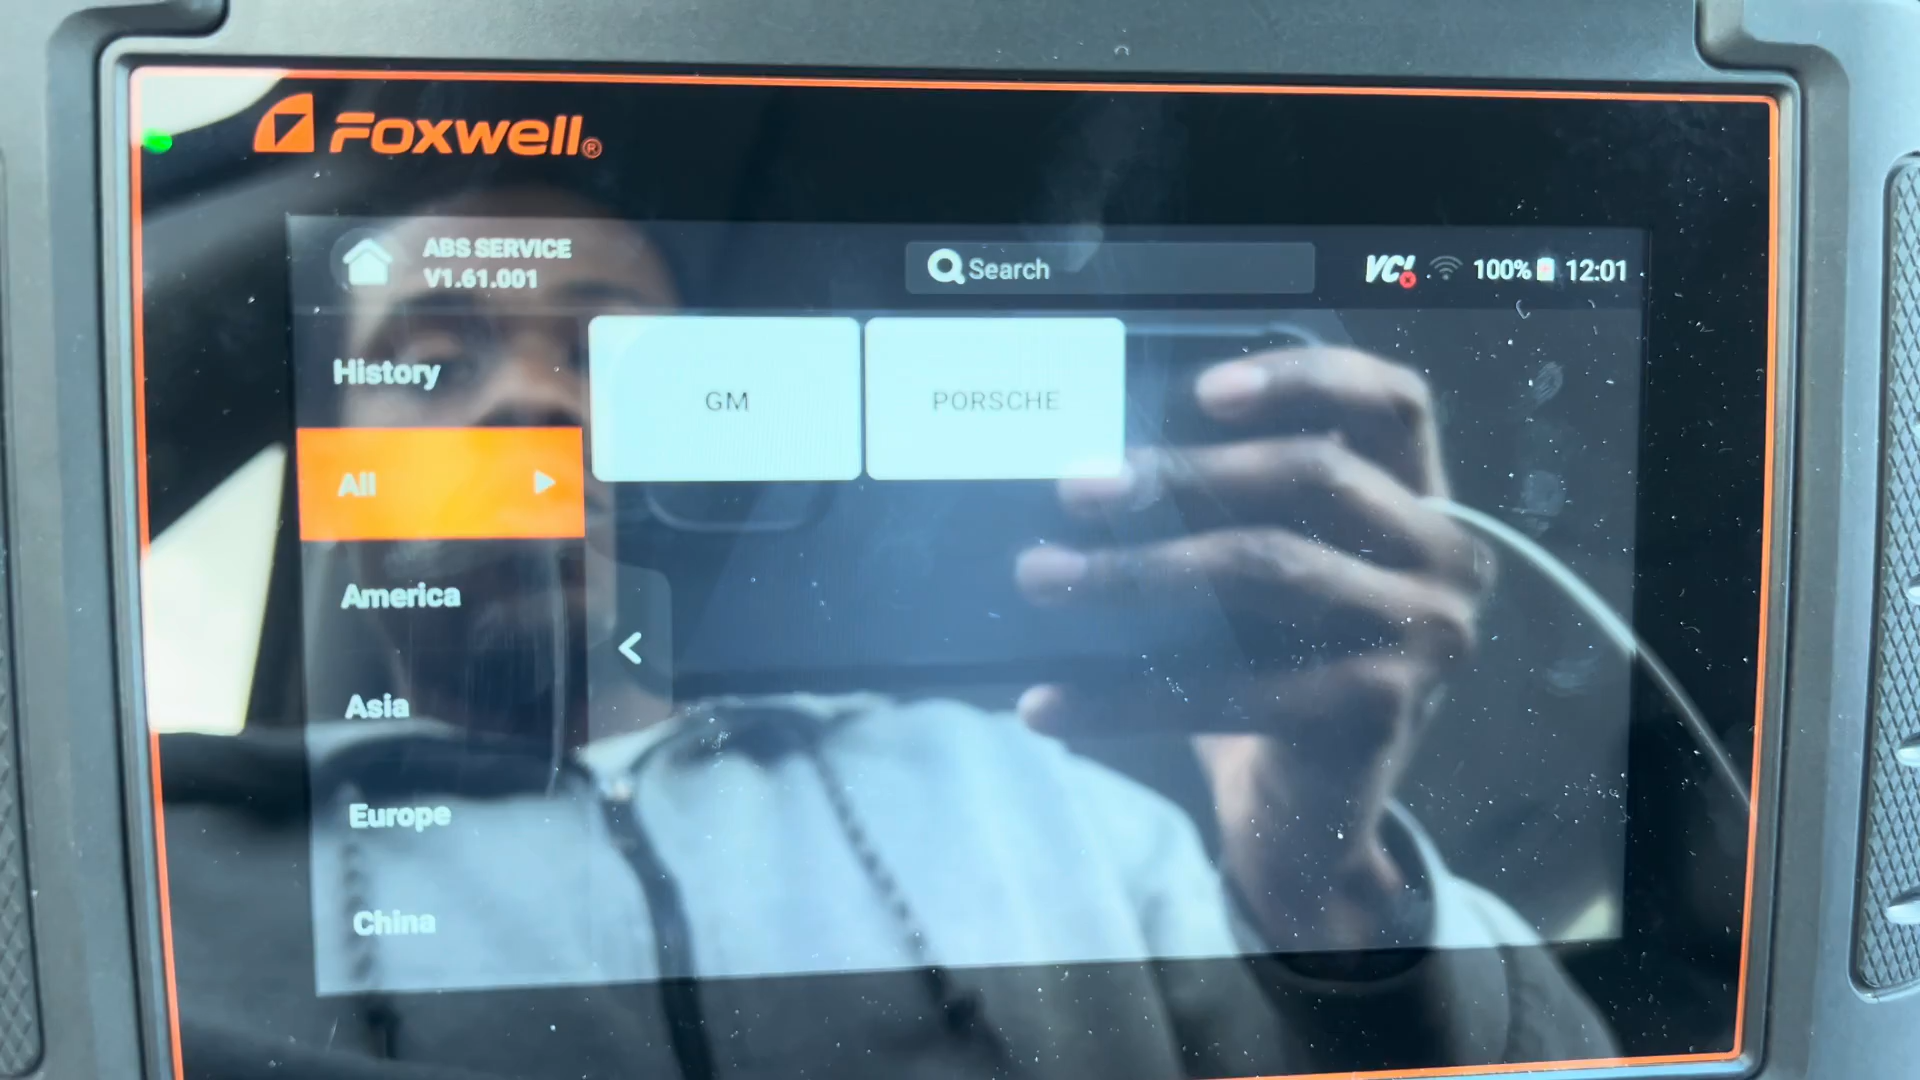 Foxwell®
ABS SERVICE
V1.61.001
Search
VCI
100%
12:01
History
All
America
Asia
Europe
China
GM
PORSCHE